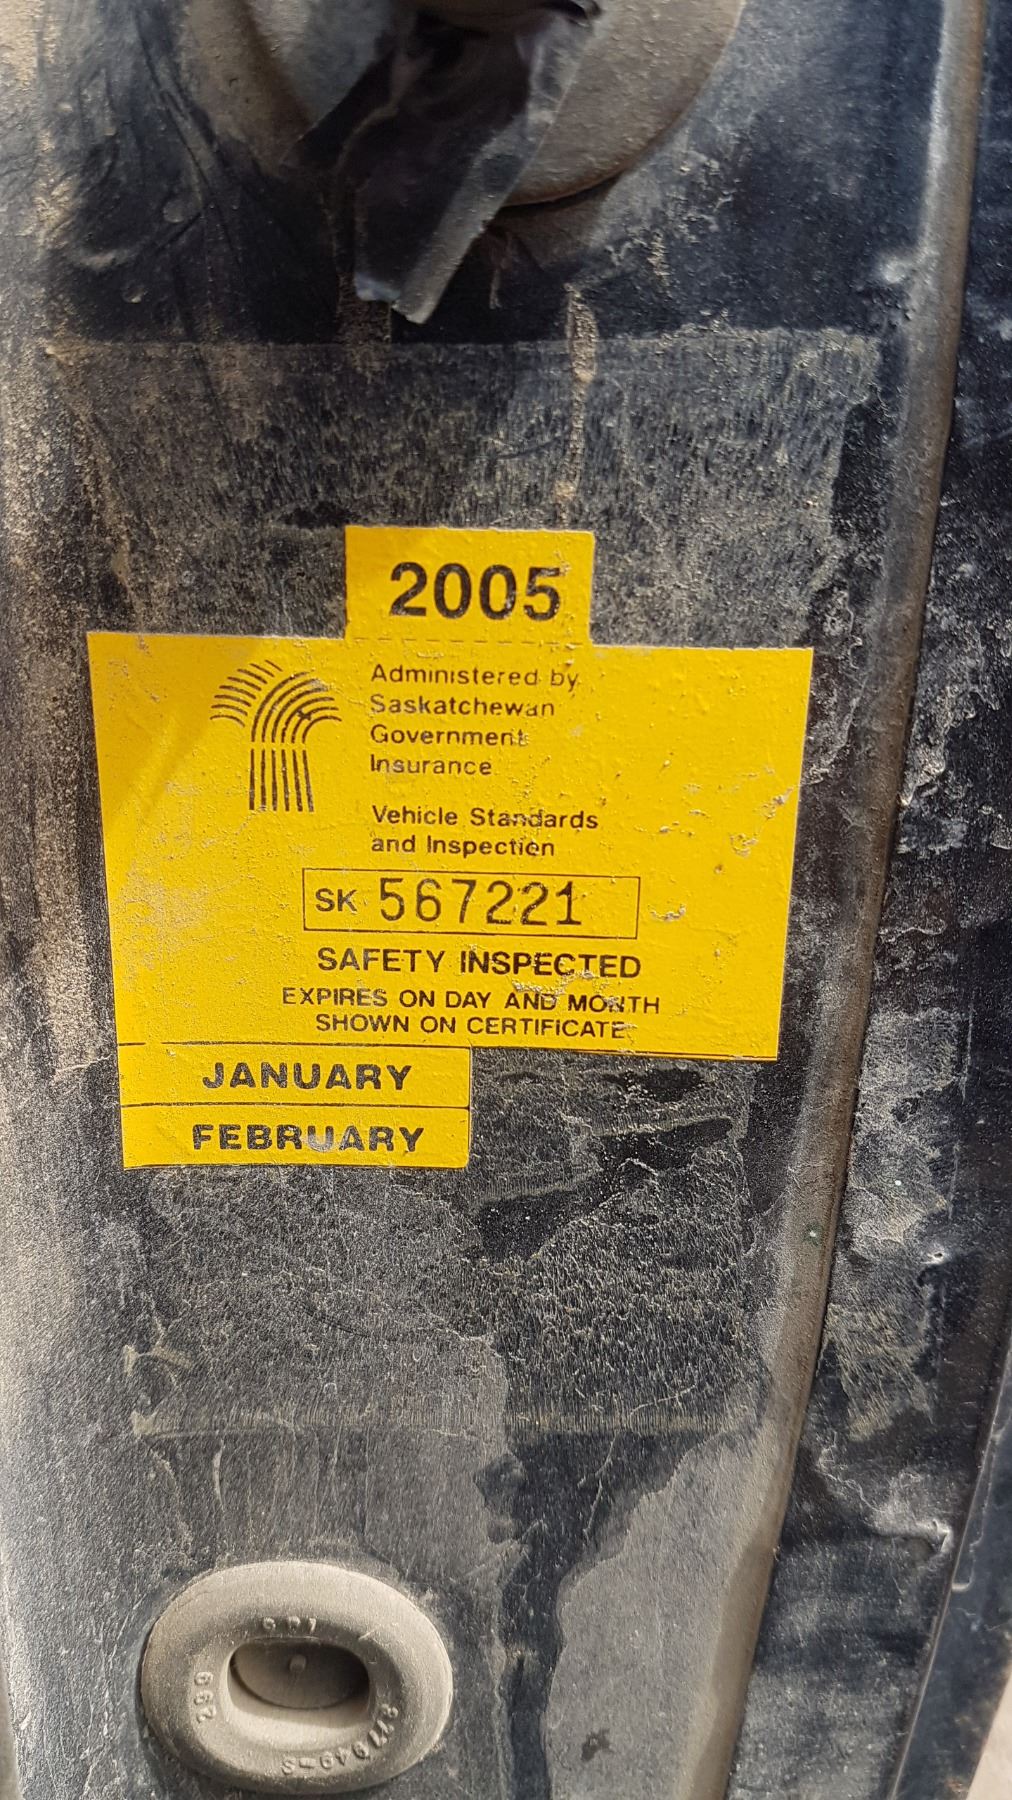 2005
Administered by
Saskatchewan
Government
Insurance
Vehicle Standards
and Inspection
SK 567221
SAFETY INSPECTED
EXPIRES ON DAY AND MONTH
SHOWN ON CERTIFICATE
JANUARY
FEBRUARY